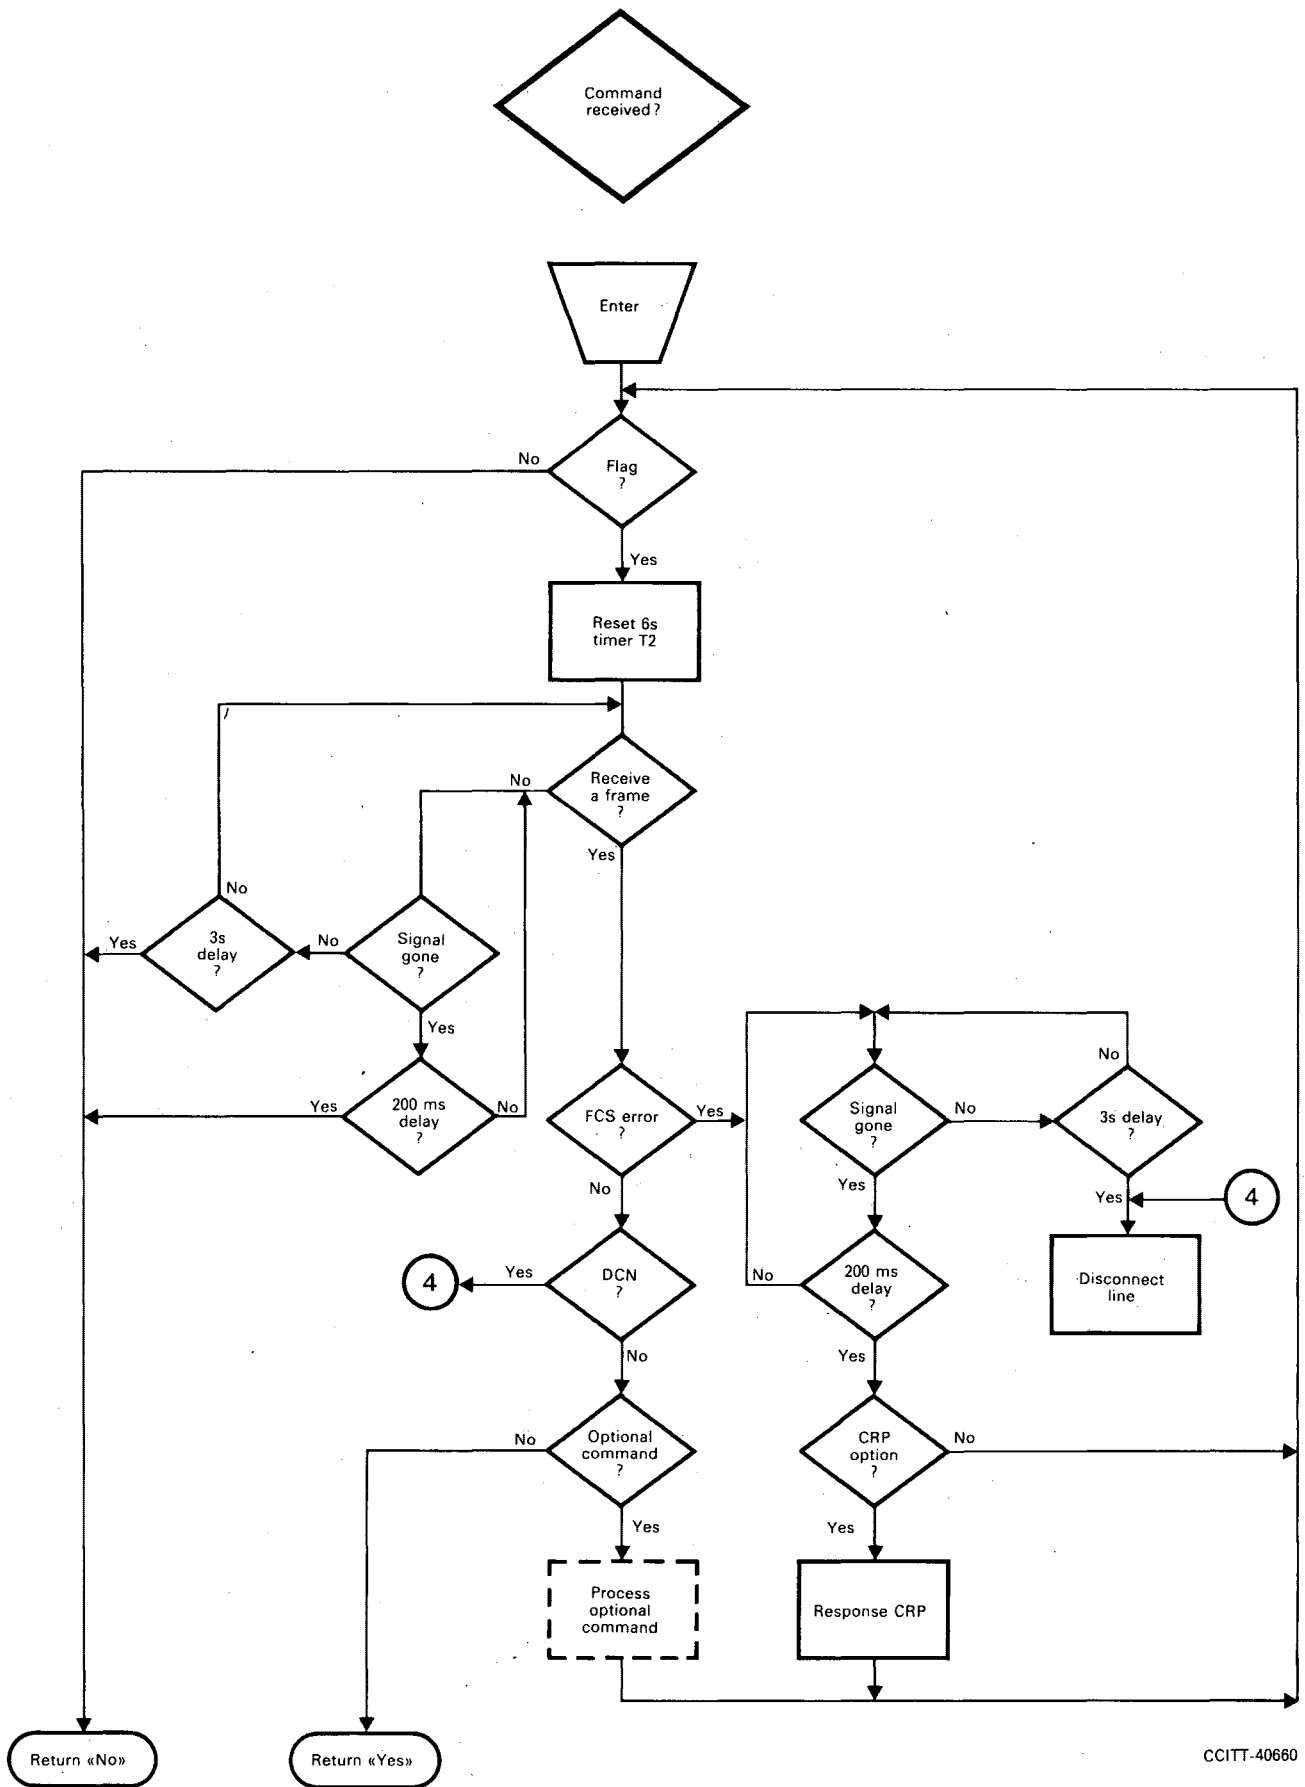 Command
received?
Enter
No
Flag
?
Yes
Reset 6s
timer T2
No
Receive
a frame
?
Yes
No
Yes
3s
delay
?
No
Signal
gone
?
Yes
Yes
200 ms
delay
?
No
FCS error
?
Yes
No
Signal
gone
?
No
3s delay
?
No
Yes
Yes
4
4
Yes
DCN
?
No
No
200 ms
delay
?
Yes
Disconnect
line
No
Optional
command
?
Yes
CRP
option
?
No
Yes
Process
optional
command
Response CRP
Return «No»
Return «Yes»
CCITT-40660